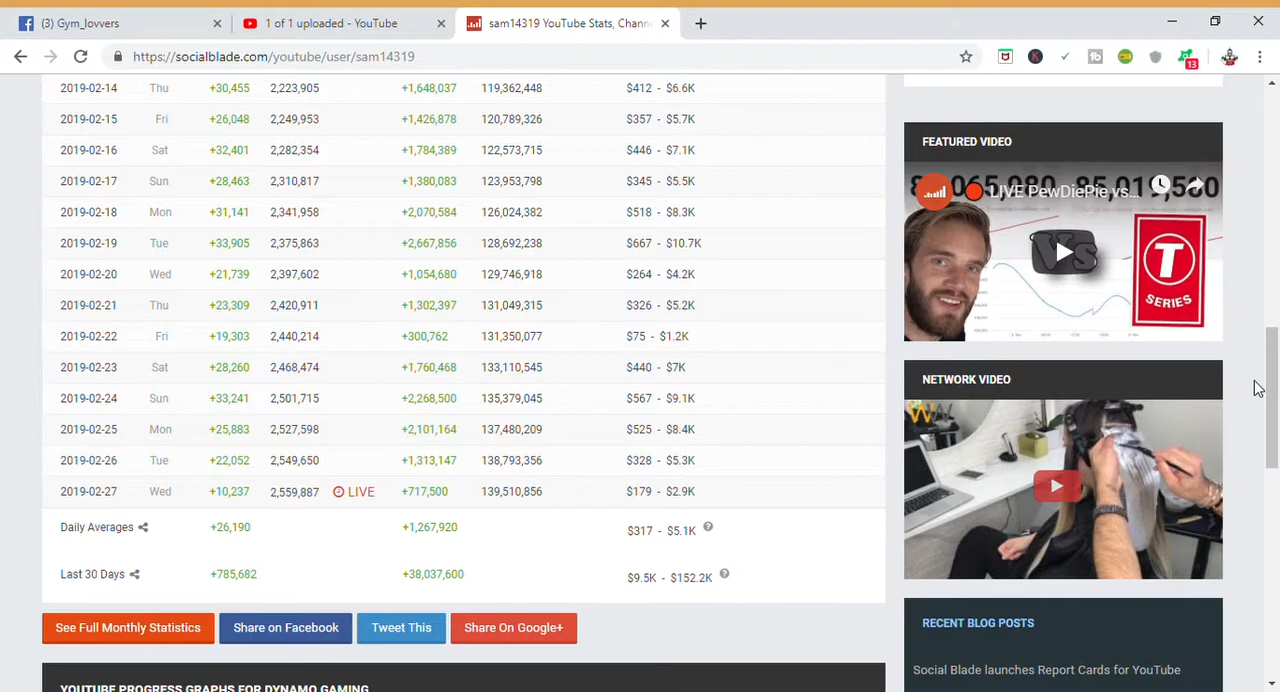 (3) Gym_lovvers
1 of 1 uploaded - YouTube
sam14319 YouTube Stats, Chann
https://socialblade.com/youtube/user/sam14319
13
2019-02-14 Thu +30,455 2,223,905 +1,648,037 119,362,448 $412 - $6.6K
2019-02-15 Fri +26,048 2,249,953 +1,426,878 120,789,326 $357 - $5.7K
2019-02-16 Sat +32,401 2,282,354 +1,784,389 122,573,715 $446 - $7.1K
2019-02-17 Sun +28,463 2,310,817 +1,380,083 123,953,798 $345 - $5.5K
2019-02-18 Mon +31,141 2,341,958 +2,070,584 126,024,382 $518 - $8.3K
2019-02-19 Tue +33,905 2,375,863 +2,667,856 128,692,238 $667 - $10.7K
2019-02-20 Wed +21,739 2,397,602 +1,054,680 129,746,918 $264 - $4.2K
2019-02-21 Thu +23,309 2,420,911 +1,302,397 131,049,315 $326 - $5.2K
2019-02-22 Fri +19,303 2,440,214 +300,762 131,350,077 $75 - $1.2K
2019-02-23 Sat +28,260 2,468,474 +1,760,468 133,110,545 $440 - $7K
2019-02-24 Sun +33,241 2,501,715 +2,268,500 135,379,045 $567 - $9.1K
2019-02-25 Mon +25,883 2,527,598 +2,101,164 137,480,209 $525 - $8.4K
2019-02-26 Tue +22,052 2,549,650 +1,313,147 138,793,356 $328 - $5.3K
2019-02-27 Wed +10,237 2,559,887 LIVE +717,500 139,510,856 $179 - $2.9K
Daily Averages +26,190 +1,267,920 $317 - $5.1K
Last 30 Days +785,682 +38,037,600 $9.5K - $152.2K
See Full Monthly Statistics
Share on Facebook
Tweet This
Share On Google+
YOUTUBE PROGRESS GRAPHS FOR DYNAMO GAMING
FEATURED VIDEO
LIVE PewDiePie vs...
Vs
T
SERIES
NETWORK VIDEO
RECENT BLOG POSTS
Social Blade launches Report Cards for YouTube